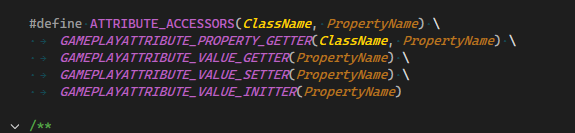 #define ATTRIBUTE_ACCESSORS(ClassName, PropertyName) \
GAMEPLAYATTRIBUTE_PROPERTY_GETTER(ClassName, PropertyName) \
GAMEPLAYATTRIBUTE_VALUE_GETTER(PropertyName) \
GAMEPLAYATTRIBUTE_VALUE_SETTER(PropertyName) \
GAMEPLAYATTRIBUTE_VALUE_INITTER(PropertyName)
/**